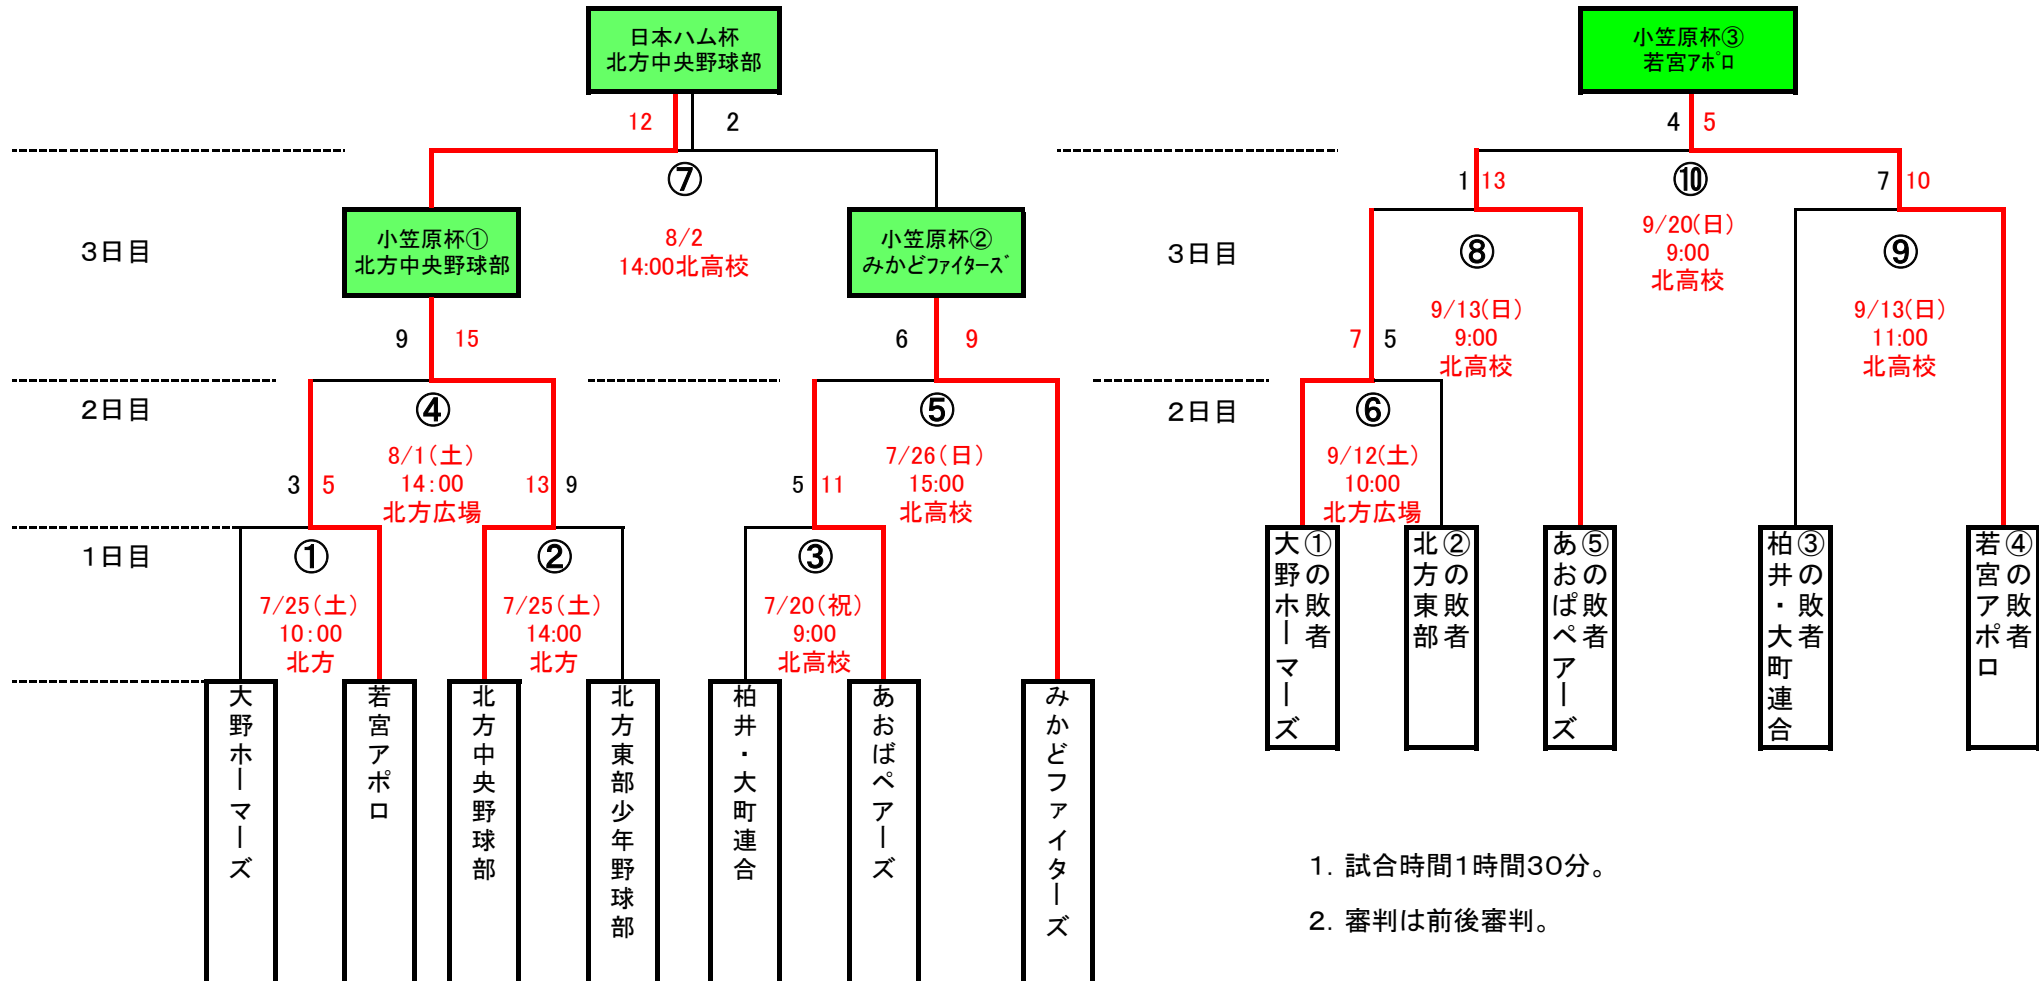 日本ハム杯
北方中央野球部
小笠原杯③
若宮ｱﾎﾟﾛ
12
2
4
5
⑦
1
13
⑩
7
10
3日目
小笠原杯①
北方中央野球部
8/2
14:00北高校
小笠原杯②
みかどﾌｧｲﾀｰｽﾞ
3日目
⑧
9/20(日)
9:00
北高校
⑨
9
15
6
9
7
5
9/13(日)
9:00
北高校
9/13(日)
11:00
北高校
2日目
④
⑤
2日目
⑥
8/1(土)
14:00
北方広場
7/26(日)
15:00
北高校
9/12(土)
10:00
北方広場
3
5
13
9
5
11
1日目
①
②
③
7/25(土)
10:00
北方
7/25(土)
14:00
北方
7/20(祝)
9:00
北高校
①の敗者
大野ホーマーズ
②の敗者
北方東部
⑤の敗者
あおぱペアーズ
③の敗者
柏井・大町連合
④の敗者
若宮アポロ
大野ホーマーズ
若宮アポロ
北方中央野球部
北方東部少年野球部
柏井・大町連合
あおばペアーズ
みかどファイターズ
1. 試合時間1時間30分。
2. 審判は前後審判。